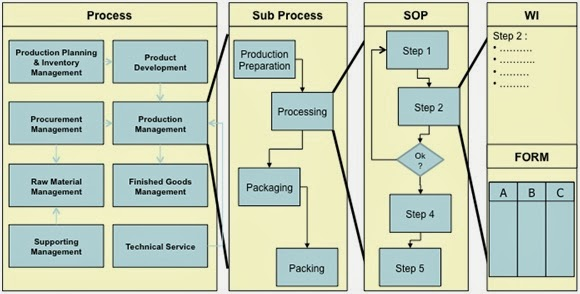 Process
Production Planning
& Inventory
Management
Product
Development
Procurement
Management
Production
Management
Raw Material
Management
Finished Goods
Management
Supporting
Management
Technical Service
Sub Process
Production
Preparation
Processing
Packaging
Packing
SOP
Step 1
Step 2
Ok
?
Step 4
Step 5
WI
Step 2 :
• ..........
• ...........
• .........
• .........
FORM
A B C